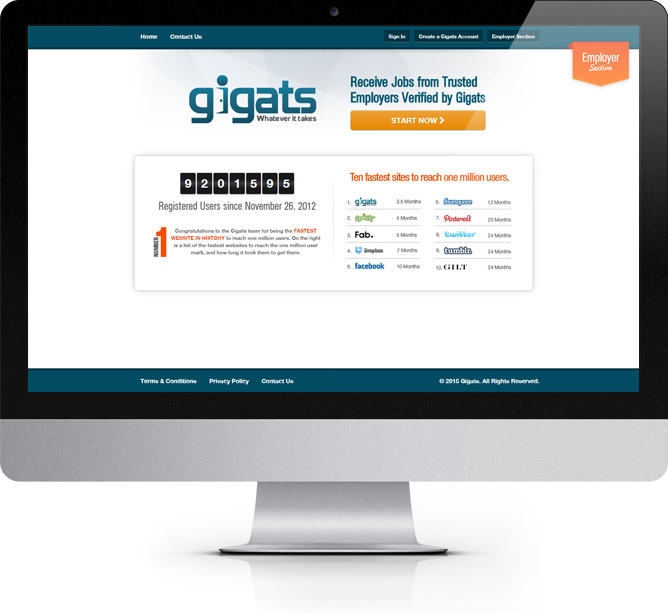 Home Contact Us Sign In Create a Gigats Account Employer Section
Employer
Section
gigats
Whatever it takes
Receive Jobs from Trusted
Employers Verified by Gigats
START NOW
9201595
Registered Users since November 26, 2012
NUMBER 1
Congratulations to the Gigats team for being the FASTEST
WEBSITE IN HISTORY to reach one million users. On the right
is a list of the fastest websites to reach the one million user
mark, and how long it took them to get there.
Ten fastest sites to reach one million users.
1. gigats 3.5 Months
2. spotify 5 Months
3. Fab. 5 Months
4. Dropbox 7 Months
5. facebook 10 Months
6. foursquare 13 Months
7. Pinterest 20 Months
8. twitter 24 Months
9. tumblr. 24 Months
10. GILT 24 Months
Terms & Conditions Privacy Policy Contact Us © 2015 Gigats. All Rights Reserved.